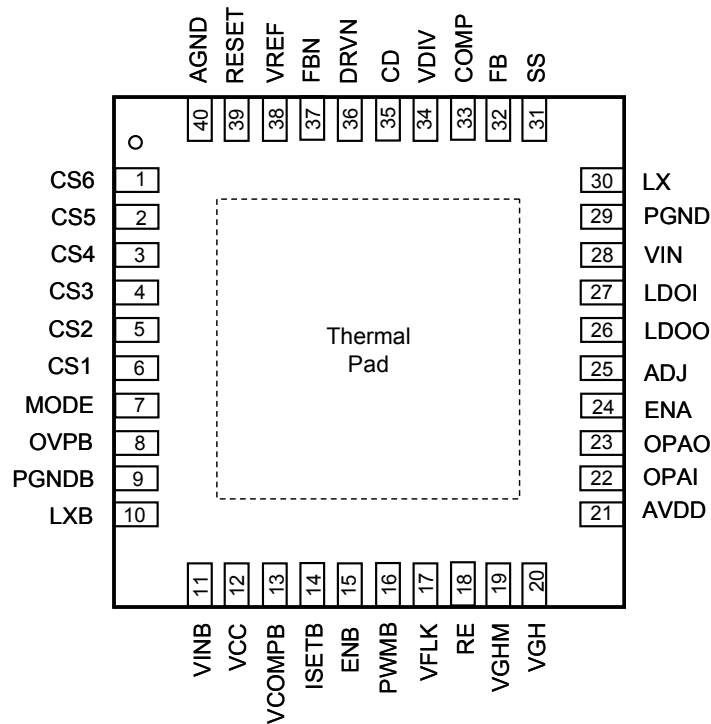 AGND
RESET
VREF
FBN
DRVN
CD
VDIV
COMP
FB
SS
40
39
38
37
36
35
34
33
32
31
CS6 1
CS5 2
CS4 3
CS3 4
CS2 5
CS1 6
MODE 7
OVPB 8
PGNDB 9
LXB 10
Thermal
Pad
30 LX
29 PGND
28 VIN
27 LDOI
26 LDOO
25 ADJ
24 ENA
23 OPAO
22 OPAI
21 AVDD
11
12
13
14
15
16
17
18
19
20
VINB
VCC
VCOMPB
ISETB
ENB
PWMB
VFLK
RE
VGHM
VGH